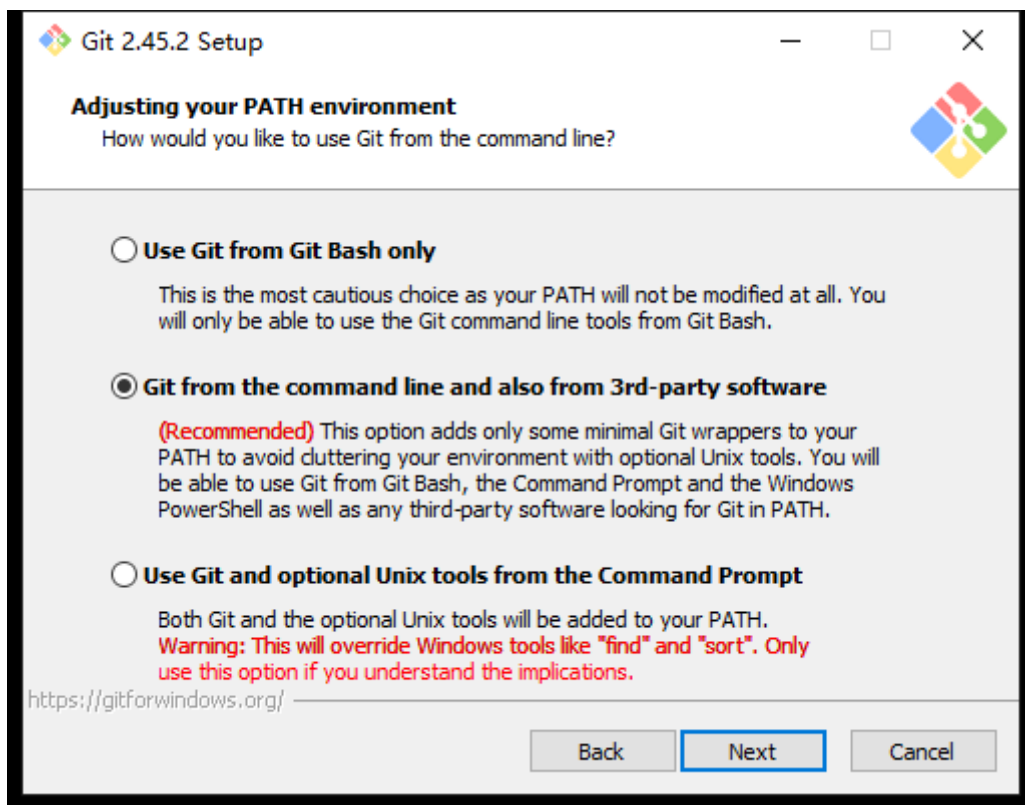 Git 2.45.2 Setup
Adjusting your PATH environment
How would you like to use Git from the command line?
Use Git from Git Bash only
This is the most cautious choice as your PATH will not be modified at all. You
will only be able to use the Git command line tools from Git Bash.
Git from the command line and also from 3rd-party software
(Recommended) This option adds only some minimal Git wrappers to your
PATH to avoid cluttering your environment with optional Unix tools. You will
be able to use Git from Git Bash, the Command Prompt and the Windows
PowerShell as well as any third-party software looking for Git in PATH.
Use Git and optional Unix tools from the Command Prompt
Both Git and the optional Unix tools will be added to your PATH.
Warning: This will override Windows tools like "find" and "sort". Only
use this option if you understand the implications.
https://gitforwindows.org/
Back Next Cancel